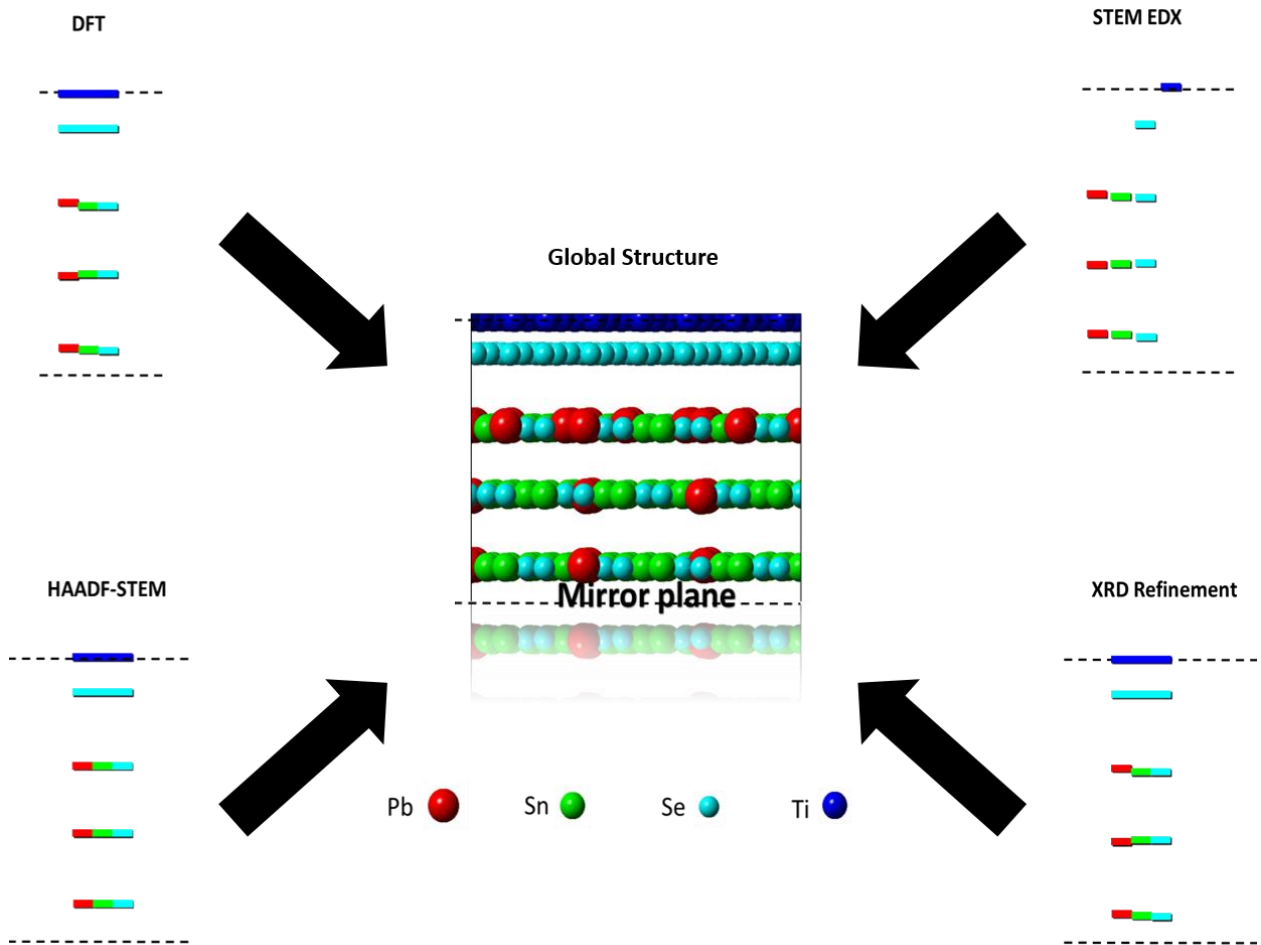 DFT
STEM EDX
Global Structure
Mirror plane
HAADF-STEM
XRD Refinement
Pb
Sn
Se
Ti